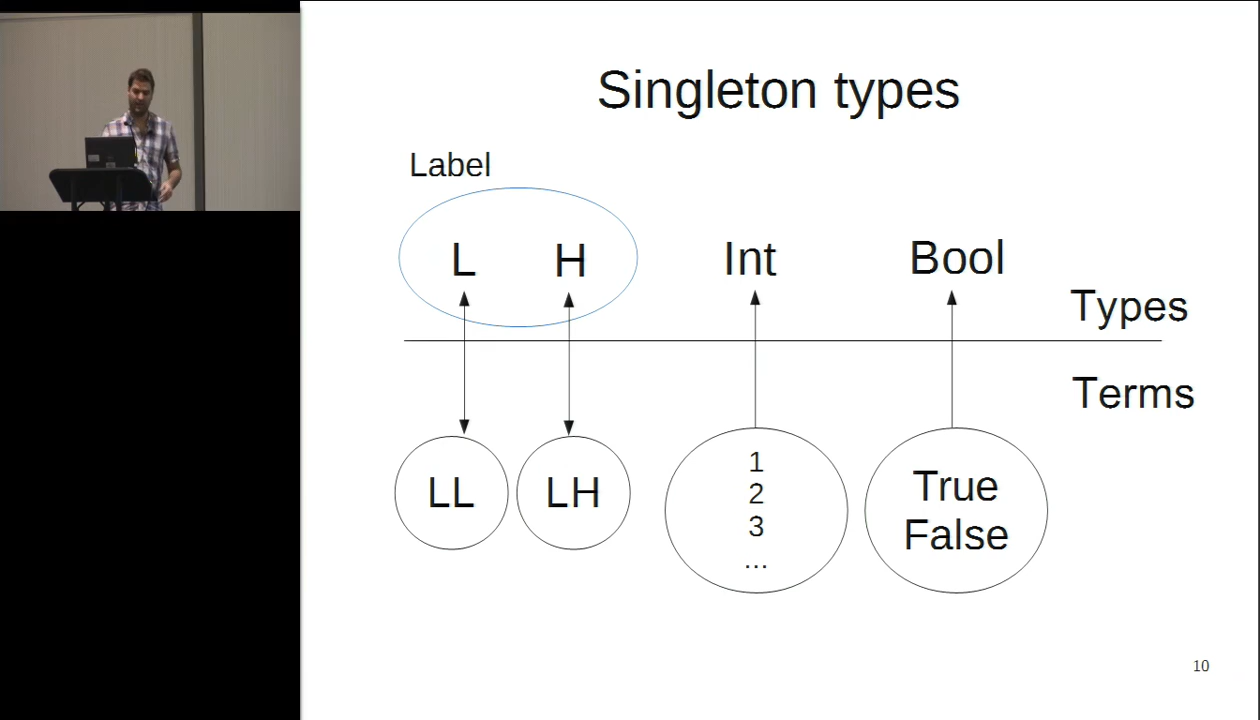 Singleton types
Label
L H Int Bool
Types
Terms
LL LH
1
2
3
...
True
False
10